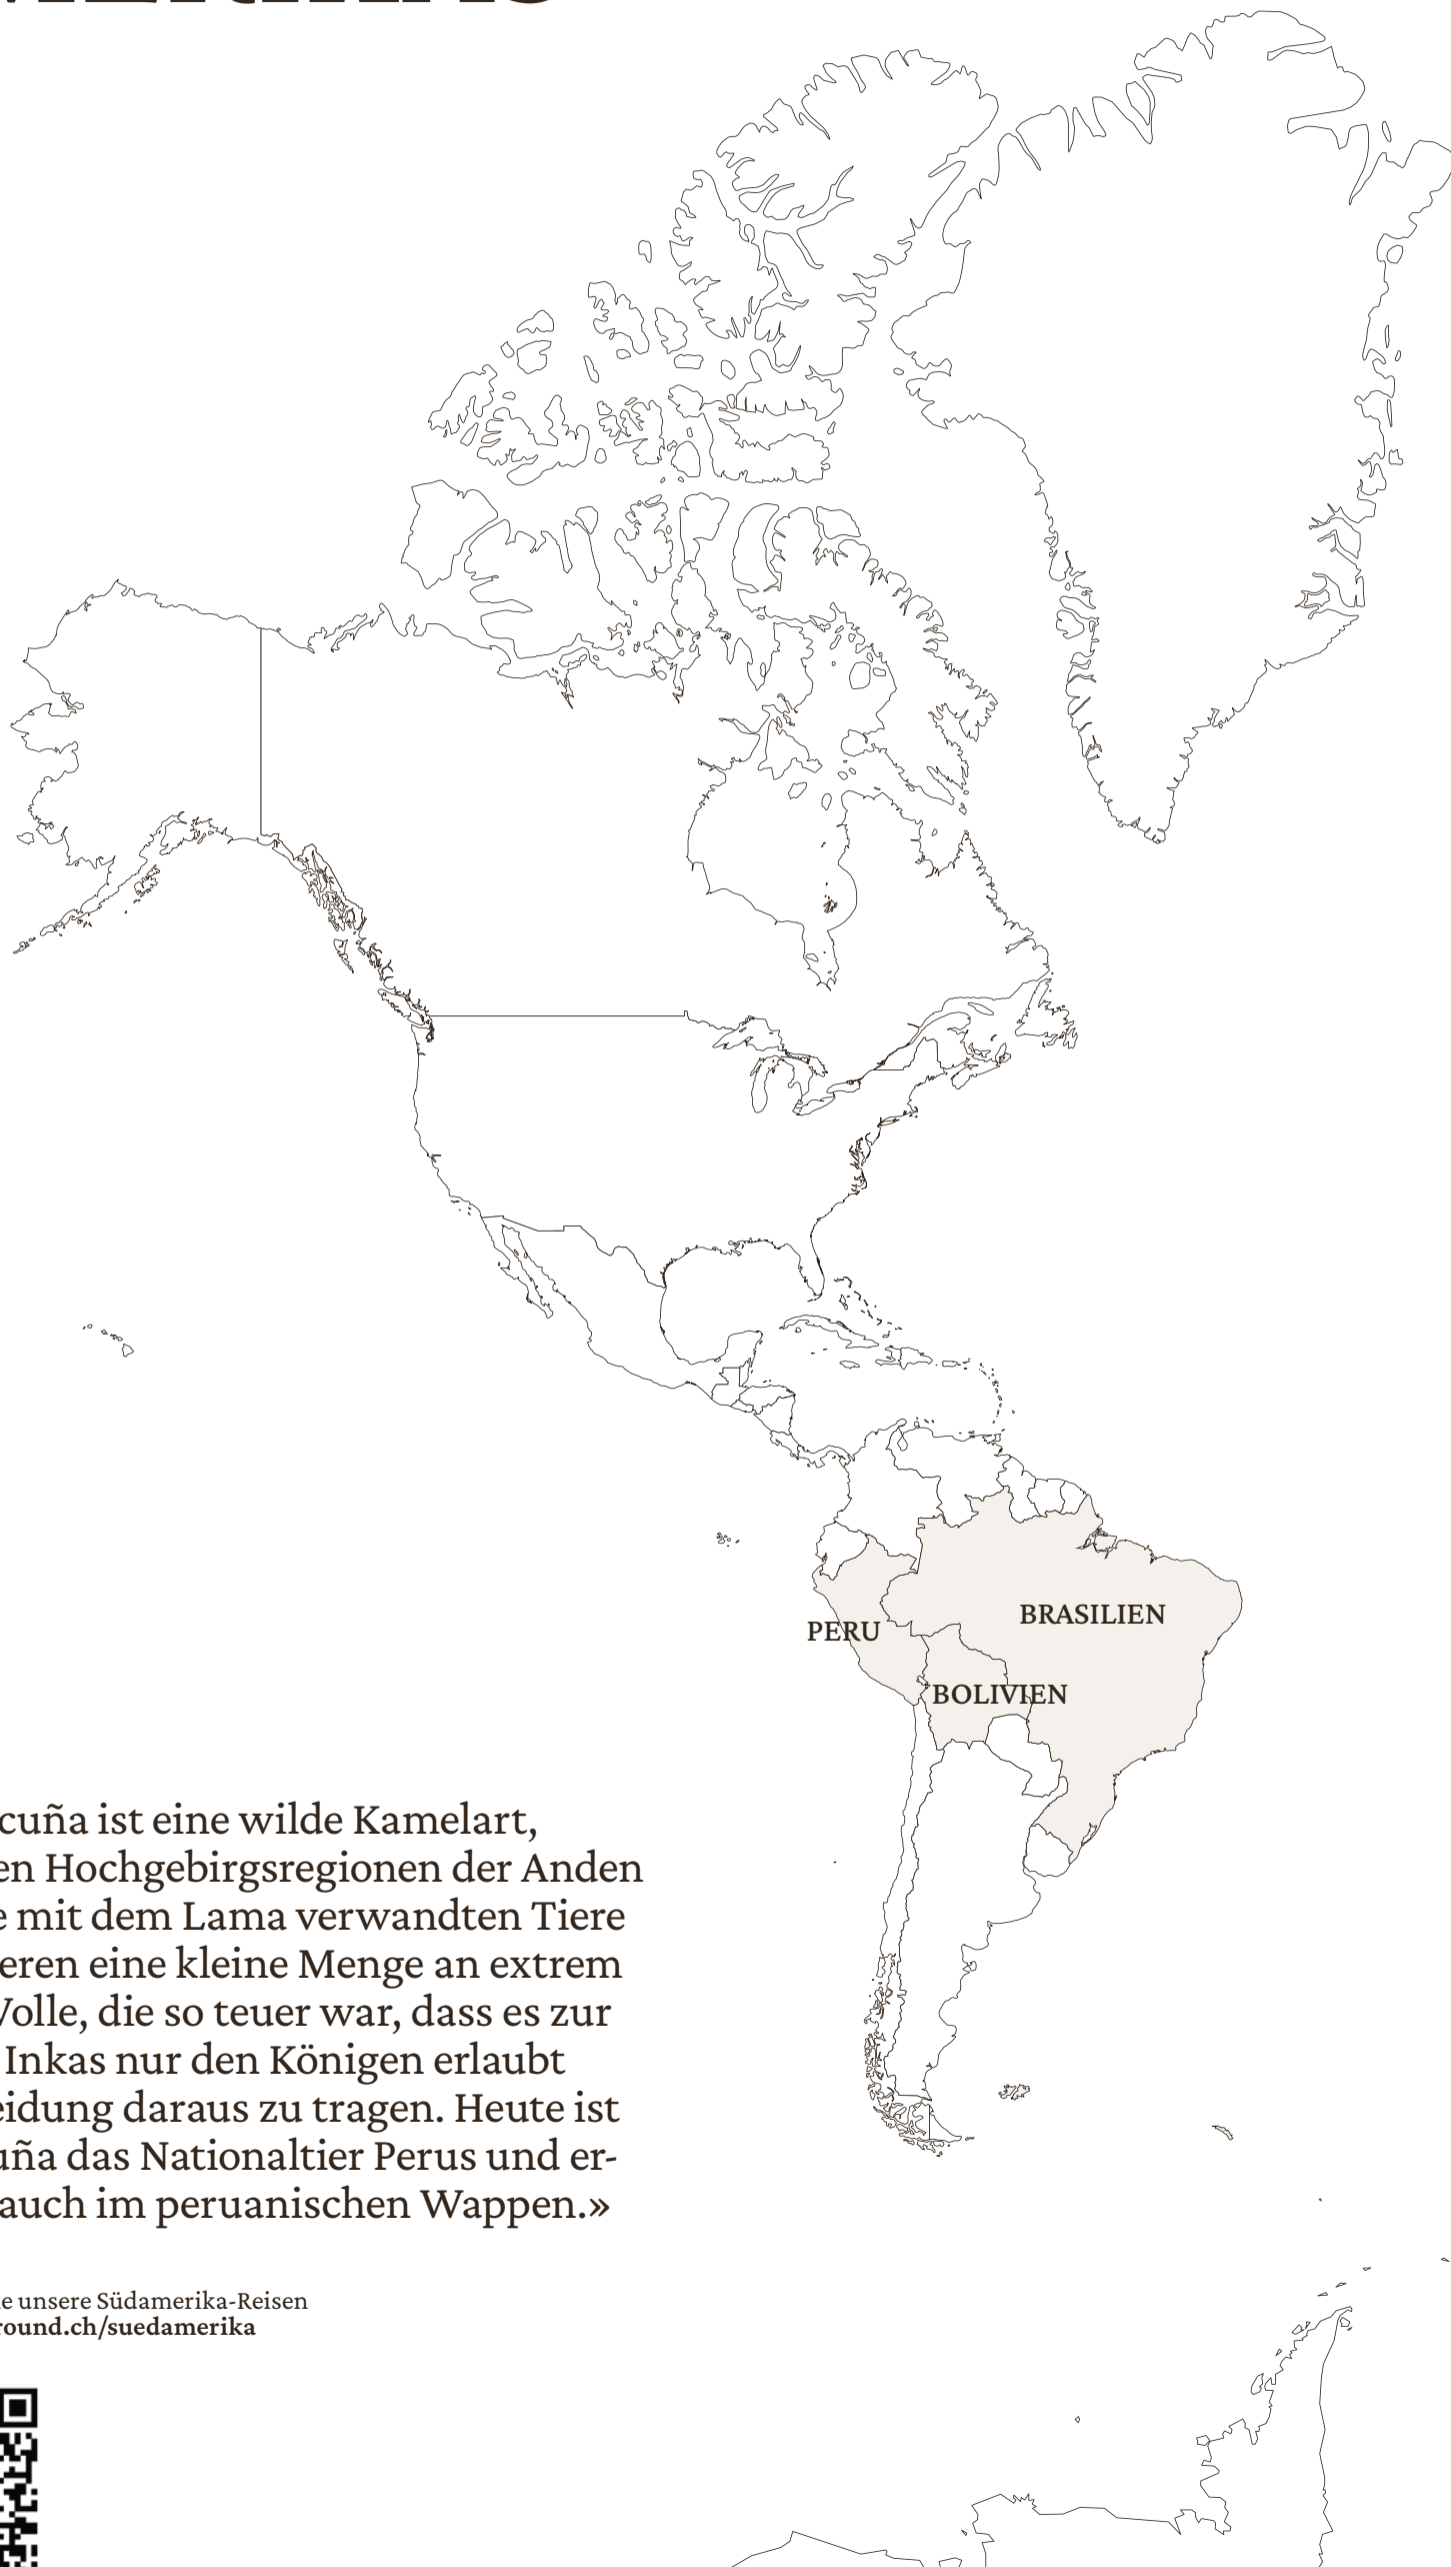 PERU
BRASILIEN
BOLIVIEN
cuña ist eine wilde Kamelart,
en Hochgebirgsregionen der Anden
e mit dem Lama verwandten Tiere
eren eine kleine Menge an extrem
Wolle, die so teuer war, dass es zur
Inkas nur den Königen erlaubt
eidung daraus zu tragen. Heute ist
uña das Nationaltier Perus und er-
auch im peruanischen Wappen.»
e unsere Südamerika-Reisen
round.ch/suedamerika